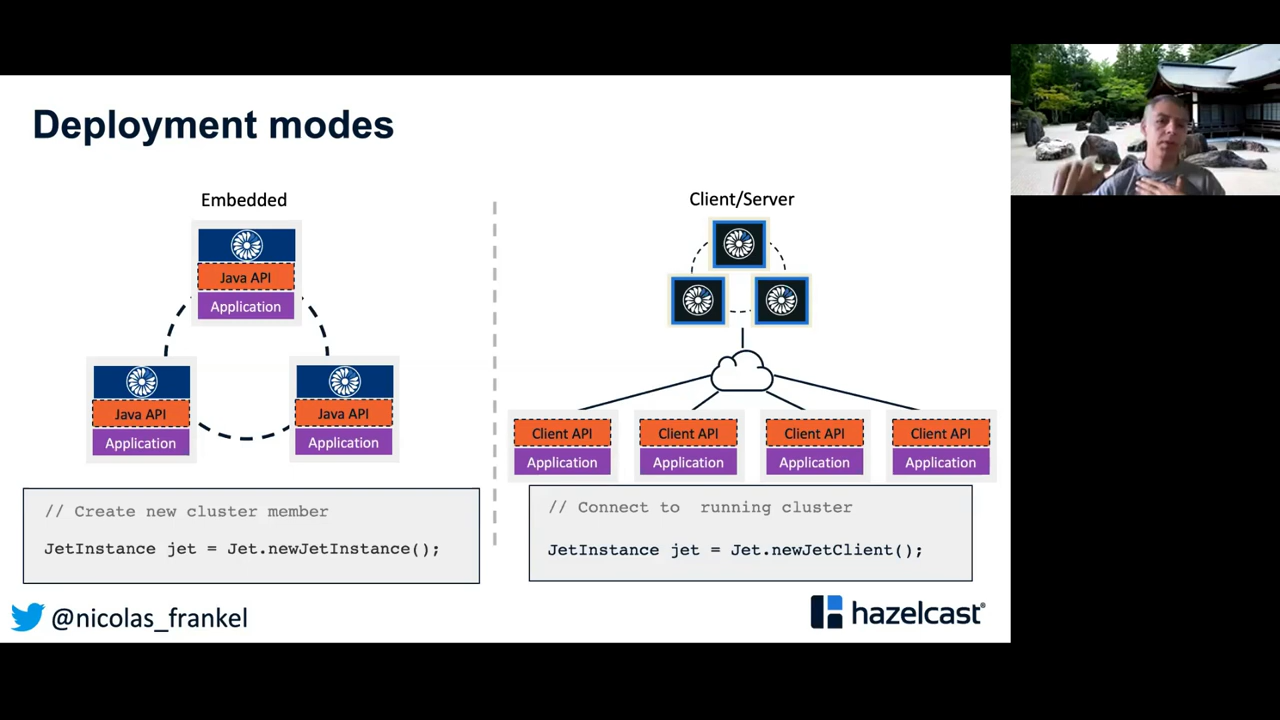 Deployment modes
Embedded
Java API
Application
Java API
Application
Java API
Application
// Create new cluster member
JetInstance jet = Jet.newJetInstance();
Client/Server
Client API
Application
Client API
Application
Client API
Application
Client API
Application
// Connect to  running cluster
JetInstance jet = Jet.newJetClient();
@nicolas_frankel
hazelcast®